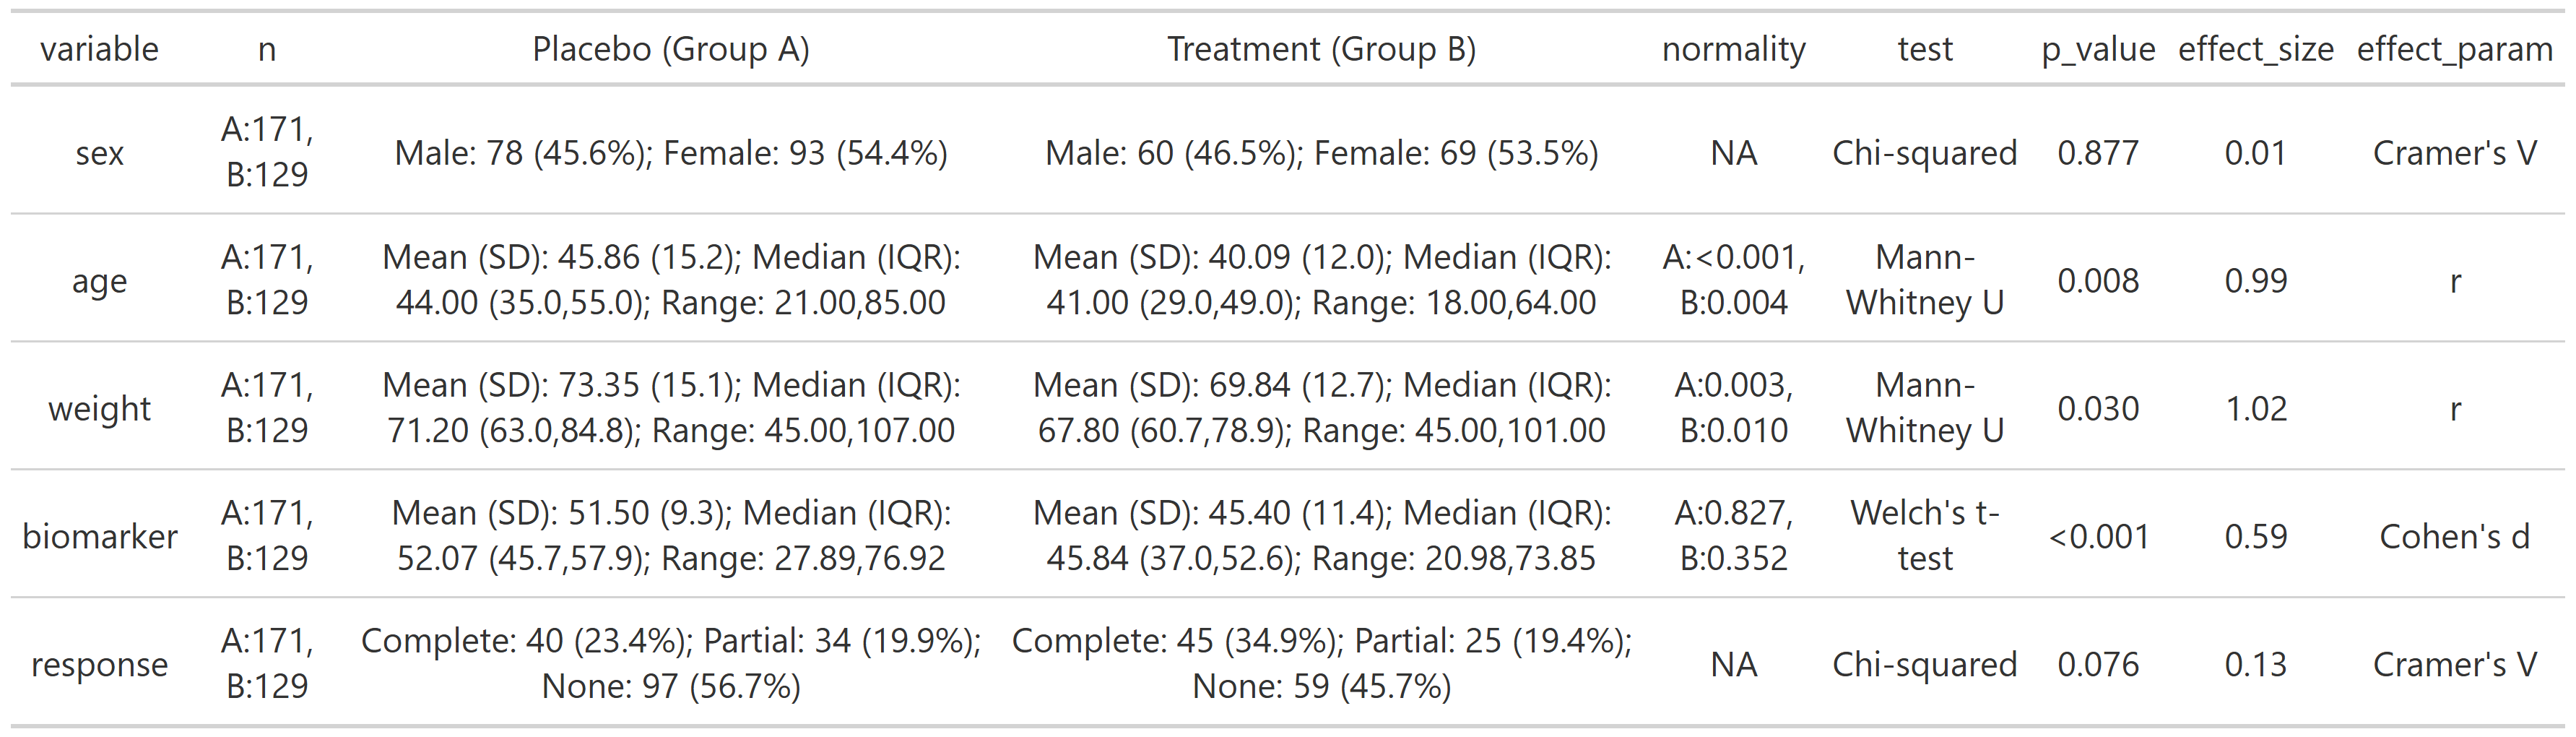 variable n Placebo (Group A) Treatment (Group B) normality test p_value effect_size effect_param
sex A:171, B:129 Male: 78 (45.6%); Female: 93 (54.4%) Male: 60 (46.5%); Female: 69 (53.5%) NA Chi-squared 0.877 0.01 Cramer's V
A:171, Mean (SD): 45.86 (15.2); Median (IQR): Mean (SD): 40.09 (12.0); Median (IQR): A:<0.001, Mann-
age 0.008 0.99 r
B:129 44.00 (35.0,55.0); Range: 21.00,85.00 41.00 (29.0,49.0); Range: 18.00,64.00 B:0.004 Whitney U
A:171, Mean (SD): 73.35 (15.1); Median (IQR): Mean (SD): 69.84 (12.7); Median (IQR): A:0.003, Mann-
weight 0.030 1.02 r
B:129 71.20 (63.0,84.8); Range: 45.00,107.00 67.80 (60.7,78.9); Range: 45.00,101.00 B:0.010 Whitney U
A:171, Mean (SD): 51.50 (9.3); Median (IQR): Mean (SD): 45.40 (11.4); Median (IQR): A:0.827, Welch's t-
biomarker <0.001 0.59 Cohen's d
B:129 52.07 (45.7,57.9); Range: 27.89,76.92 45.84 (37.0,52.6); Range: 20.98,73.85 B:0.352 test
A:171, Complete: 40 (23.4%); Partial: 34 (19.9%); Complete: 45 (34.9%); Partial: 25 (19.4%);
response NA Chi-squared 0.076 0.13 Cramer's V
B:129 None: 97 (56.7%) None: 59 (45.7%)